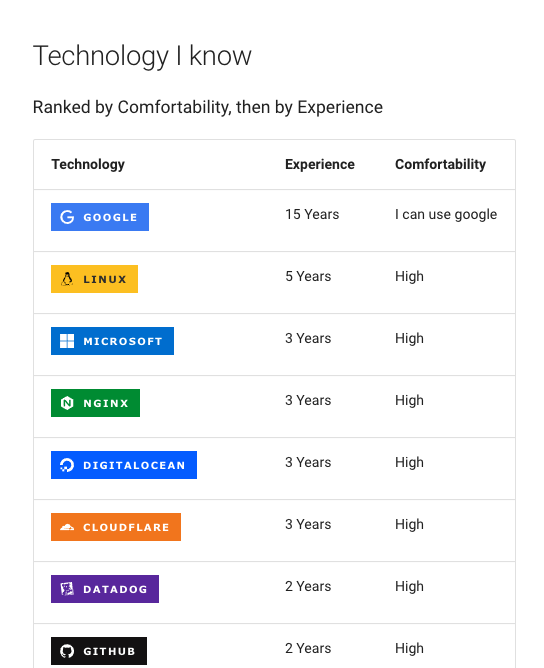 Technology I know
Ranked by Comfortability, then by Experience
Technology Experience Comfortability
GOOGLE 15 Years I can use google
LINUX 5 Years High
MICROSOFT 3 Years High
NGINX 3 Years High
DIGITALOCEAN 3 Years High
CLOUDFLARE 3 Years High
DATADOG 2 Years High
GITHUB 2 Years High